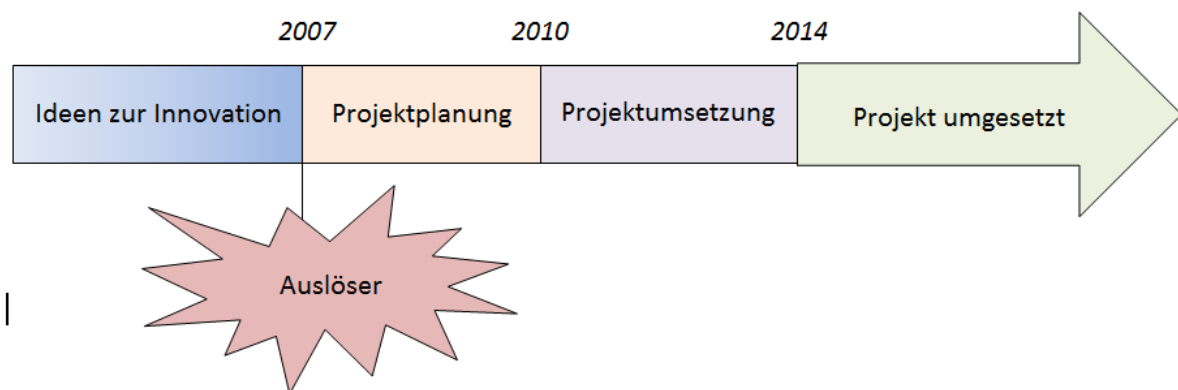 2007 2010 2014
Ideen zur Innovation Projektplanung Projektumsetzung Projekt umgesetzt
Auslöser